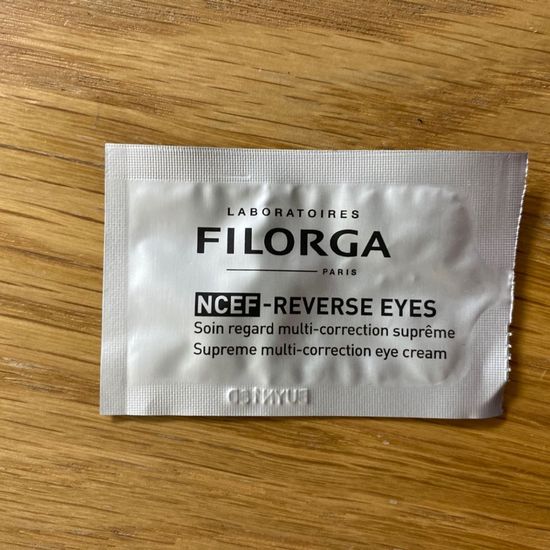 LABORATOIRES
FILORGA
PARIS
NCEF-REVERSE EYES
Soin regard multi-correction suprême
Supreme multi-correction eye cream